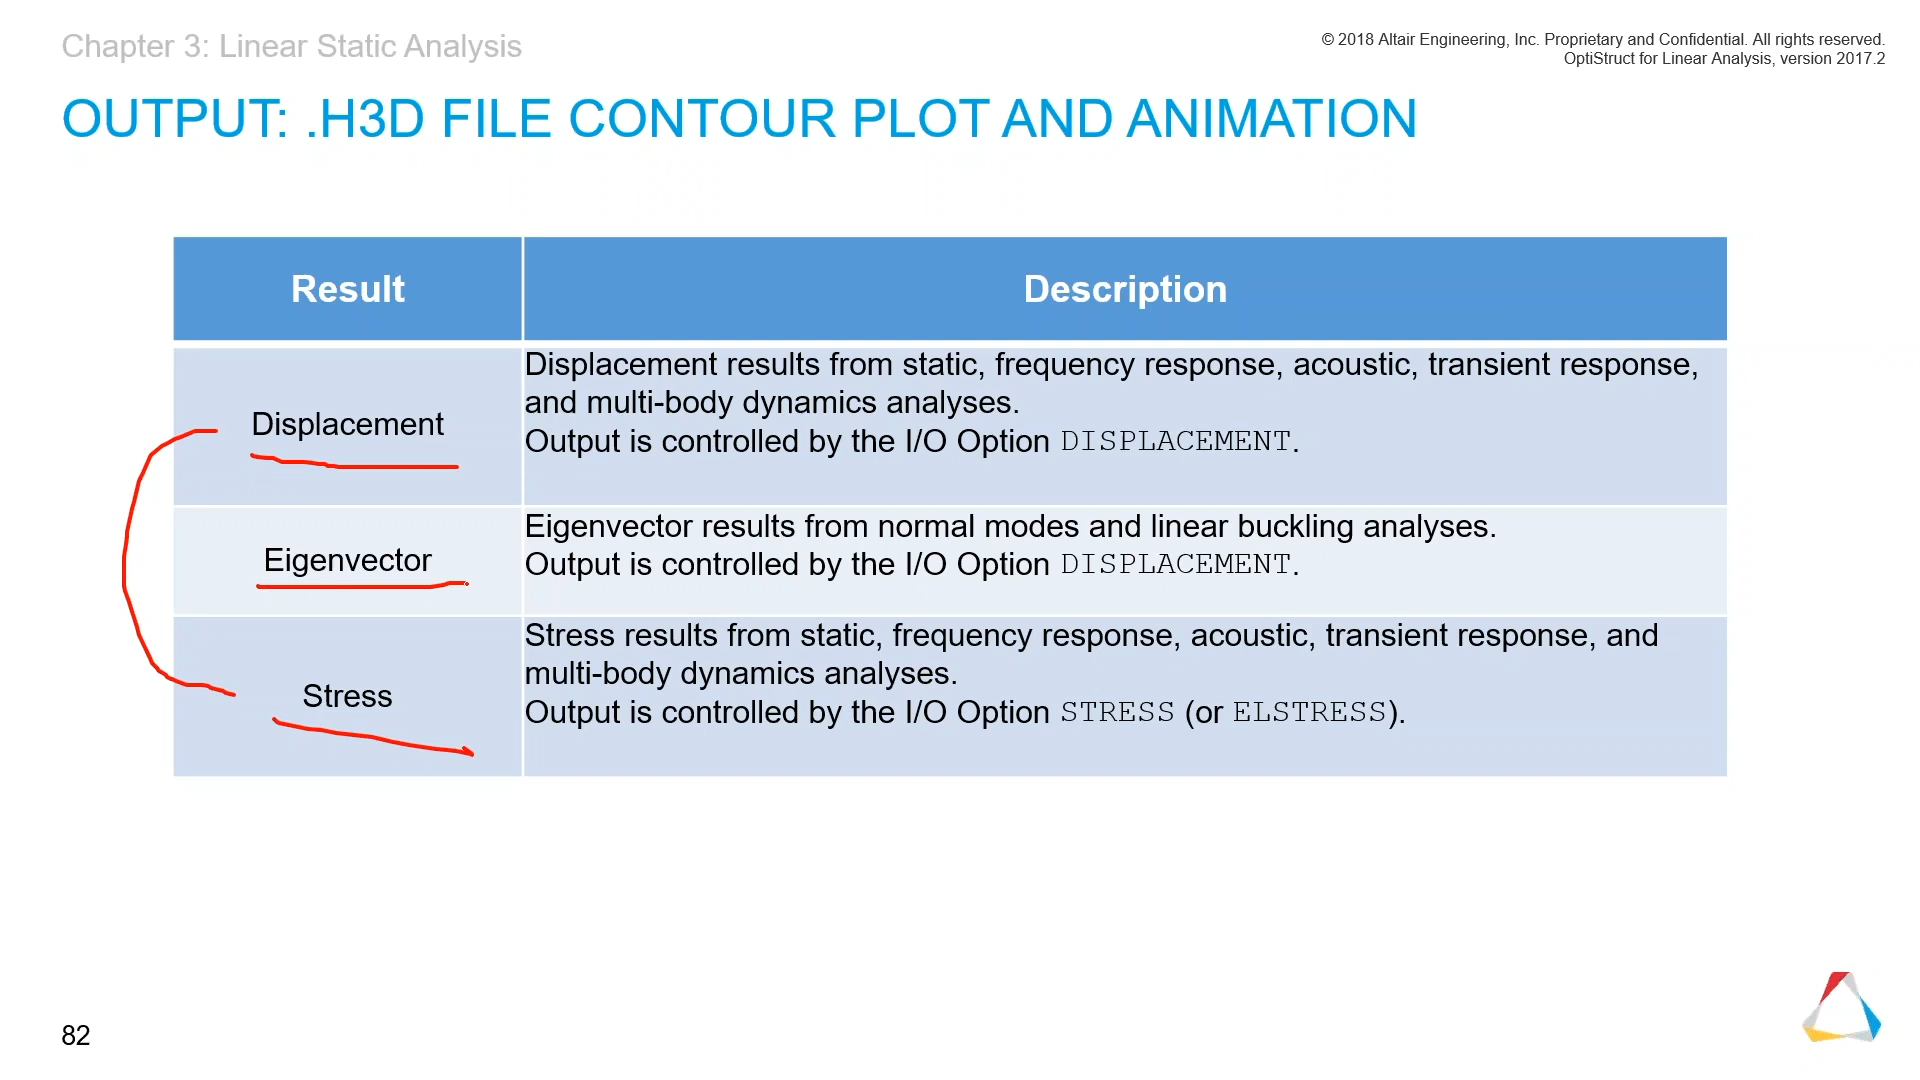 Chapter 3: Linear Static Analysis
© 2018 Altair Engineering, Inc. Proprietary and Confidential. All rights reserved.
OptiStruct for Linear Analysis, version 2017.2
OUTPUT: .H3D FILE CONTOUR PLOT AND ANIMATION
Result
Description
Displacement
Displacement results from static, frequency response, acoustic, transient response,
and multi-body dynamics analyses.
Output is controlled by the I/O Option DISPLACEMENT.
Eigenvector
Eigenvector results from normal modes and linear buckling analyses.
Output is controlled by the I/O Option DISPLACEMENT.
Stress
Stress results from static, frequency response, acoustic, transient response, and
multi-body dynamics analyses.
Output is controlled by the I/O Option STRESS (or ELSTRESS).
82